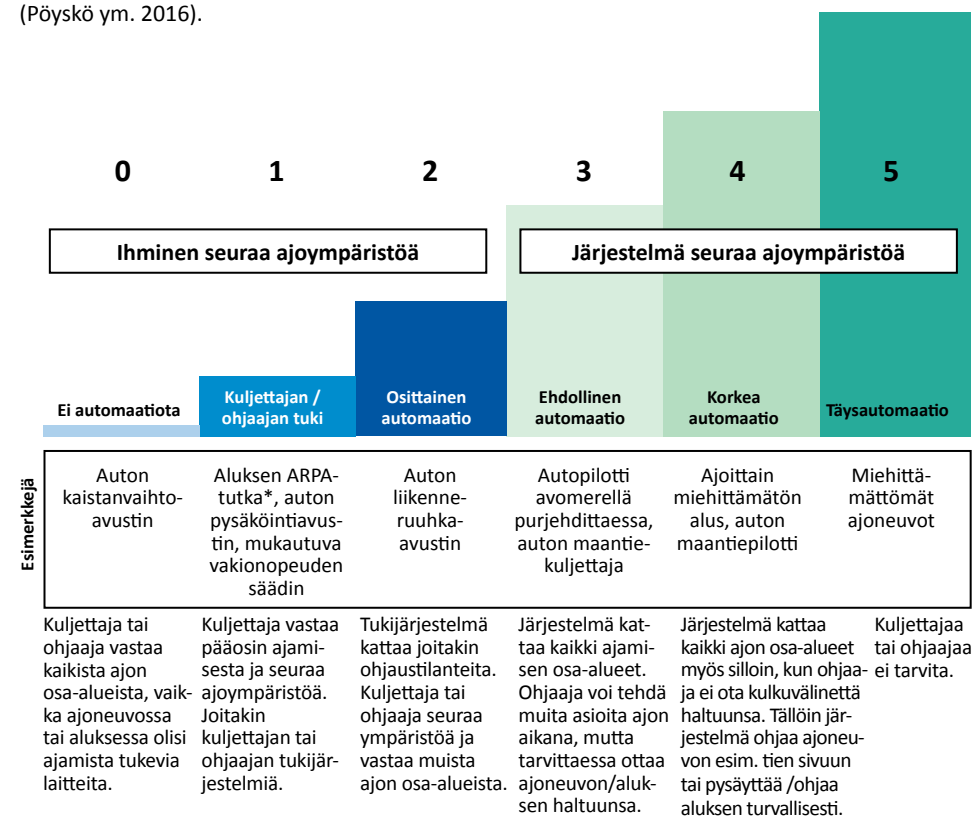 (Pöyskö ym. 2016).
0
1
2
3
4
5
Ihminen seuraa ajoympäristöä
Järjestelmä seuraa ajoympäristöä
Ei automaatiota
Kuljettajan /
ohjaajan tuki
Osittainen
automaatio
Ehdollinen
automaatio
Korkea
automaatio
Täysautomaatio
Esimerkkejä
Auton
kaistanvaihto-
avustin
Aluksen ARPA-
tutka*, auton
pysäköintiavus-
tin, mukautuva
vakionopeuden
säädin
Auton
liikenne-
ruuhka-
avustin
Autopilotti
avomerellä
purjehdittaessa,
auton maantie-
kuljettaja
Ajoittain
miehittämätön
alus, auton
maantiepilotti
Miehittä-
mättömät
ajoneuvot
Kuljettaja tai
ohjaaja vastaa
kaikista ajon
osa-alueista, vaik-
ka ajoneuvossa
tai aluksessa olisi
ajamista tukevia
laitteita.
Kuljettaja vastaa
pääosin ajami-
sesta ja seuraa
ajoympäristöä.
Joitakin
kuljettajan tai
ohjaajan tukijär-
jestelmiä.
Tukijärjestelmä
kattaa joitakin
ohjaustilanteita.
Kuljettaja tai
ohjaaja seuraa
ympäristöä ja
vastaa muista
ajon osa-alueista.
Järjestelmä kat-
taa kaikki ajami-
sen osa-alueet.
Ohjaaja voi tehdä
muita asioita ajon
aikana, mutta
tarvittaessa ottaa
ajoneuvon/aluk-
sen haltuunsa.
Järjestelmä kattaa
kaikki ajon osa-alueet
myös silloin, kun ohjaa-
ja ei ota kulkuvälinettä
haltuunsa. Tällöin jär-
jestelmä ohjaa ajoneu-
von esim. tien sivuun
tai pysäyttää /ohjaa
aluksen turvallisesti.
Kuljettajaa
tai ohjaajaa
ei tarvita.